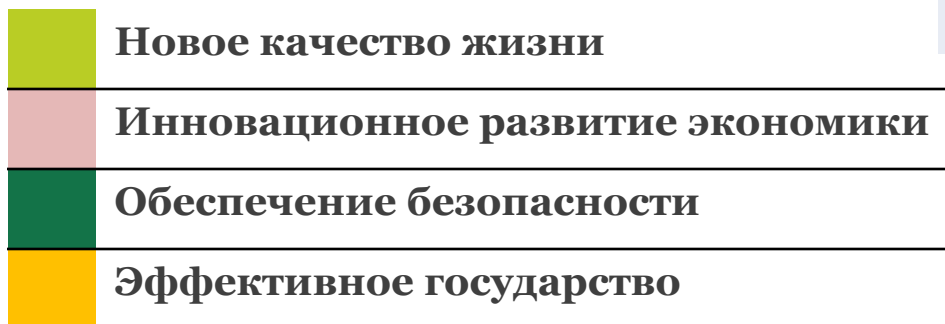 Новое качество жизни
Инновационное развитие экономики
Обеспечение безопасности
Эффективное государство